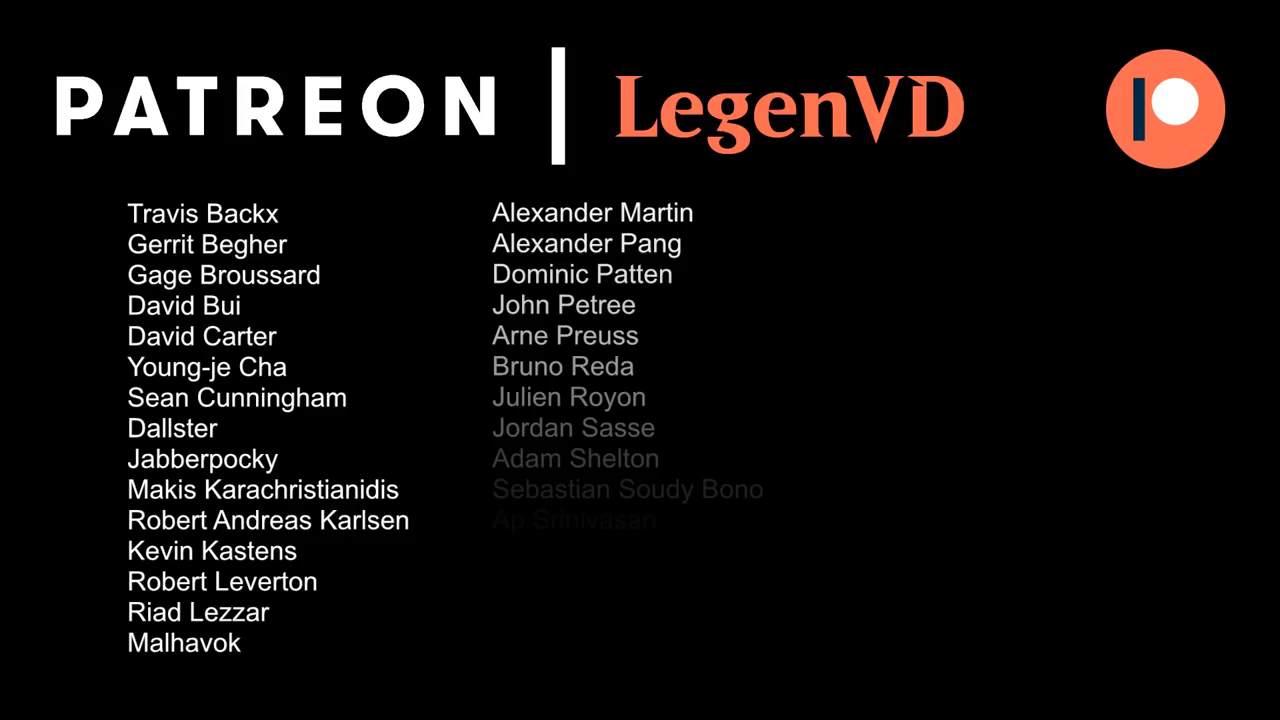 PATREON | LegenVD
Travis Backx
Gerrit Begher
Gage Broussard
David Bui
David Carter
Young-je Cha
Sean Cunningham
Dallster
Jabberpocky
Makis Karachristianidis
Robert Andreas Karlsen
Kevin Kastens
Robert Leverton
Riad Lezzar
Malhavok
Alexander Martin
Alexander Pang
Dominic Patten
John Petree
Arne Preuss
Bruno Reda
Julien Royon
Jordan Sasse
Adam Shelton
Sebastian Soudy Bono
Ap Srinivasan